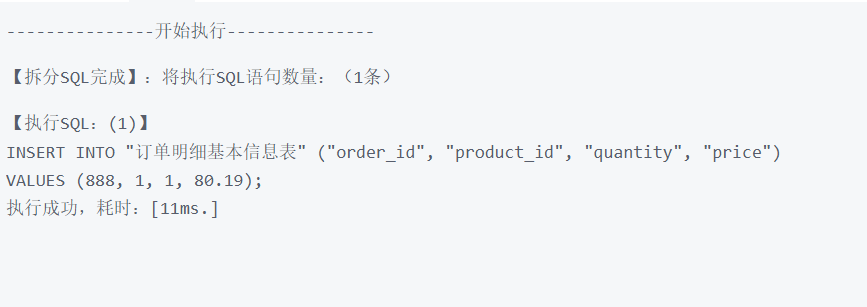 ---------------开始执行---------------
【拆分SQL完成】：将执行SQL语句数量：（1条）
【执行SQL：(1)】
INSERT INTO "订单明细基本信息表" ("order_id", "product_id", "quantity", "price")
VALUES (888, 1, 1, 80.19);
执行成功，耗时：[11ms.]